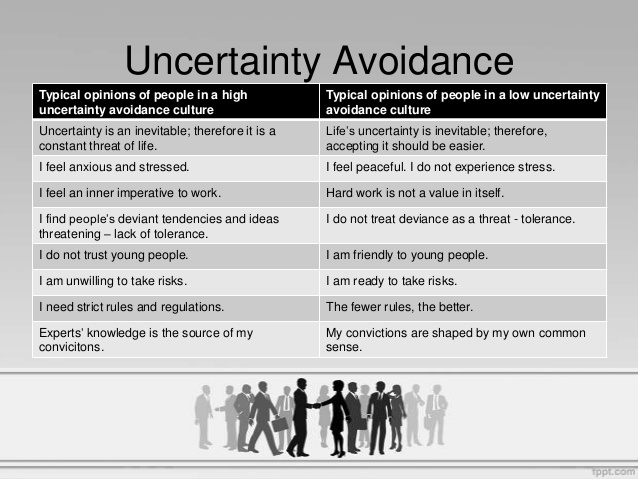 Uncertainty Avoidance
Typical opinions of people in a high
uncertainty avoidance culture
Typical opinions of people in a low uncertainty
avoidance culture
Uncertainty is an inevitable; therefore it is a
constant threat of life.
Life's uncertainty is inevitable; therefore,
accepting it should be easier.
I feel anxious and stressed.
I feel peaceful. I do not experience stress.
I feel an inner imperative to work.
Hard work is not a value in itself.
I find people's deviant tendencies and ideas
threatening – lack of tolerance.
I do not treat deviance as a threat - tolerance.
I do not trust young people.
I am friendly to young people.
I am unwilling to take risks.
I am ready to take risks.
I need strict rules and regulations.
The fewer rules, the better.
Experts' knowledge is the source of my
convicitons.
My convictions are shaped by my own common
sense.
fppt.com